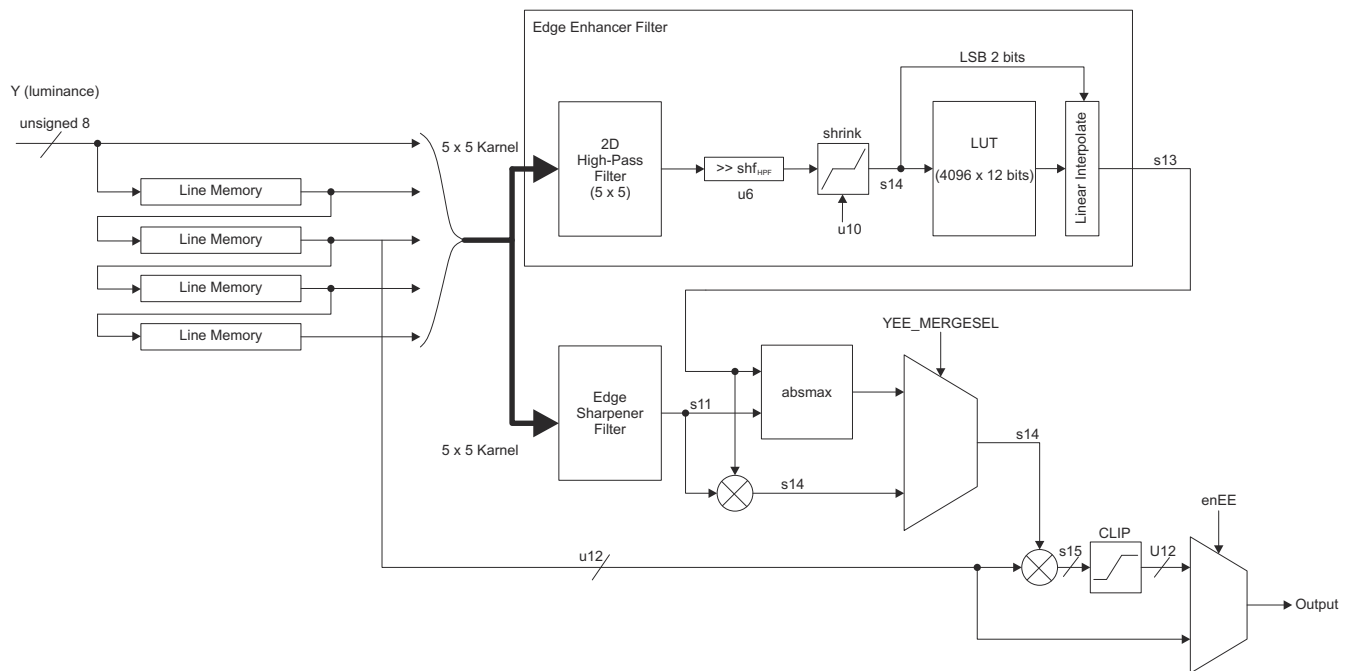 Edge Enhancer Filter
LSB 2 bits
Y (luminance)
unsigned 8
5 x 5 Karnel
2D
High-Pass
Filter
(5 x 5)
>> shfHPF
u6
shrink
u10
s14
LUT
(4096 x 12 bits)
Linear Interpolate
s13
Line Memory
Line Memory
Line Memory
Line Memory
YEE_MERGESEL
Edge
Sharpener
Filter
5 x 5 Karnel
s11
absmax
s14
s14
enEE
u12
s15
CLIP
U12
Output